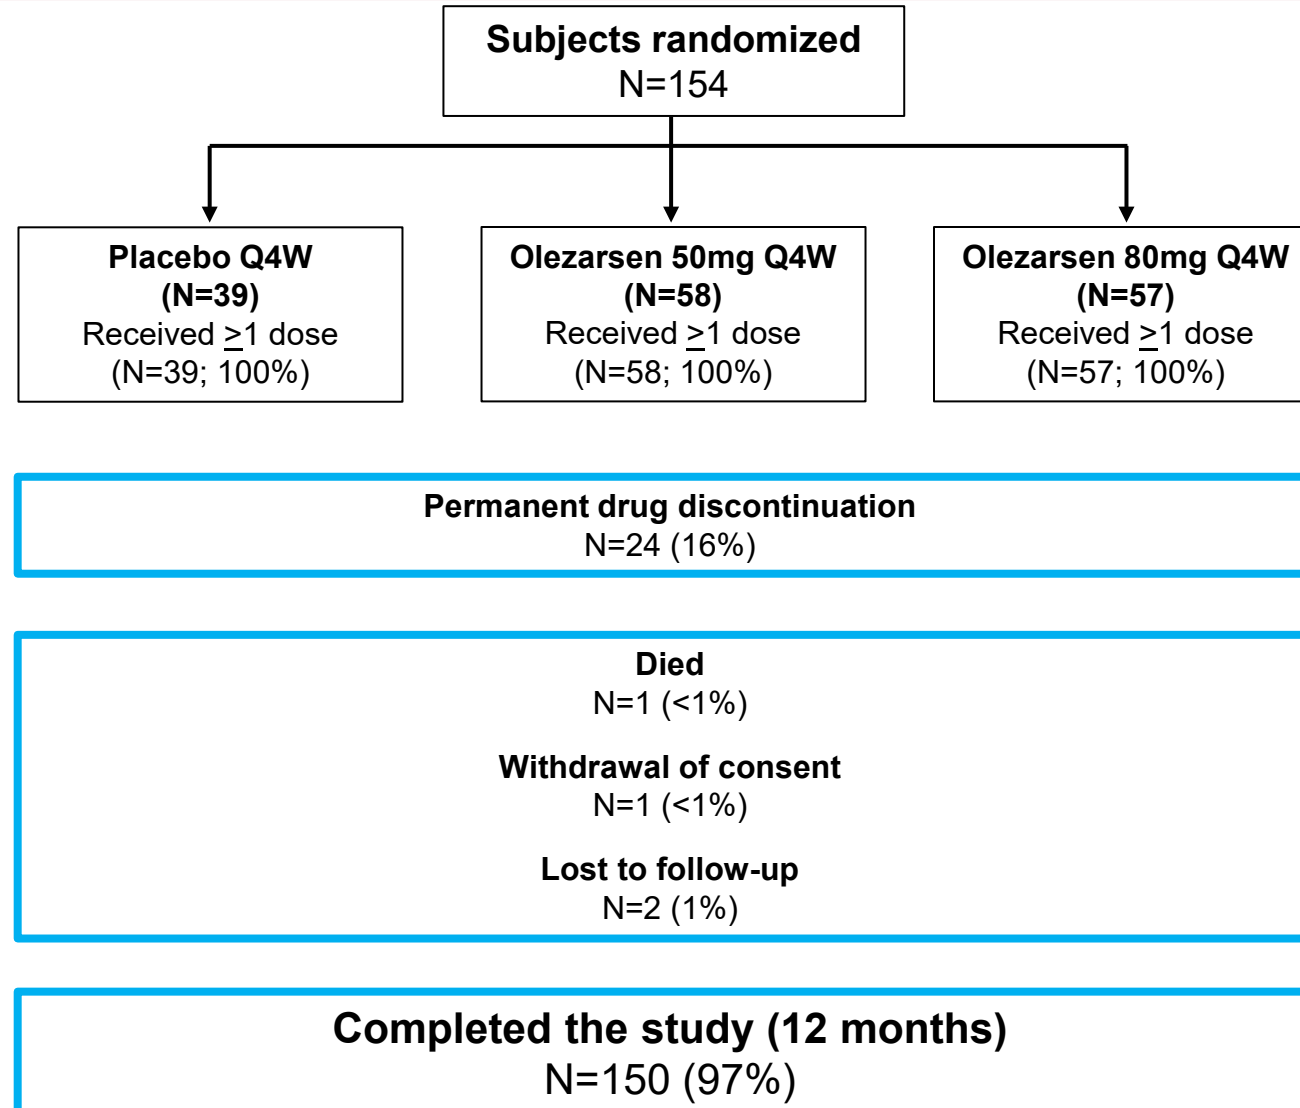 Subjects randomized
N=154
Placebo Q4W
(N=39)
Received ≥1 dose
(N=39; 100%)
Olezarsen 50mg Q4W
(N=58)
Received ≥1 dose
(N=58; 100%)
Olezarsen 80mg Q4W
(N=57)
Received ≥1 dose
(N=57; 100%)
Permanent drug discontinuation
N=24 (16%)
Died
N=1 (<1%)
Withdrawal of consent
N=1 (<1%)
Lost to follow-up
N=2 (1%)
Completed the study (12 months)
N=150 (97%)